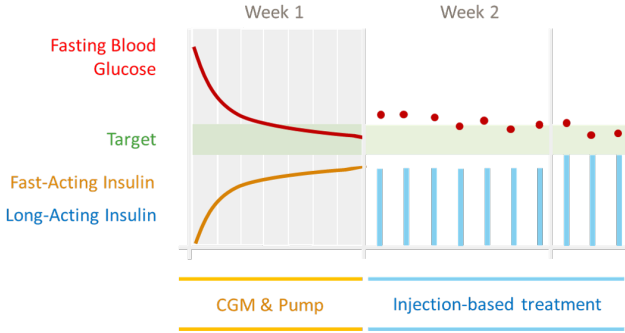 Week 1
Week 2
Fasting Blood
Glucose
Target
Fast-Acting Insulin
Long-Acting Insulin
CGM & Pump
Injection-based treatment